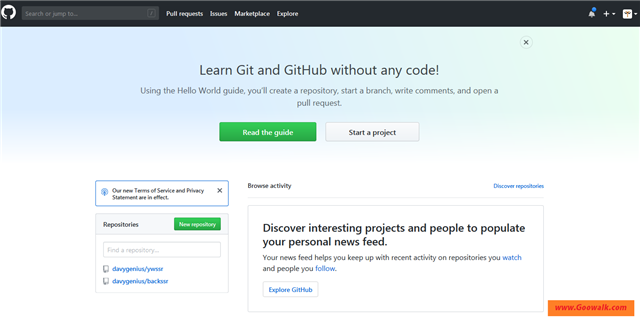 Search or jump to... /
Pull requests Issues Marketplace Explore
Learn Git and GitHub without any code!
Using the Hello World guide, you'll create a repository, start a branch, write comments, and open a
pull request.
Read the guide
Start a project
Our new Terms of Service and Privacy
Statement are in effect.
Repositories
New repository
Find a repository...
davygenius/ywssr
davygenius/backssr
Browse activity
Discover repositories
Discover interesting projects and people to populate
your personal news feed.
Your news feed helps you keep up with recent activity on repositories you watch
and people you follow.
Explore GitHub
www.Geewalk.com